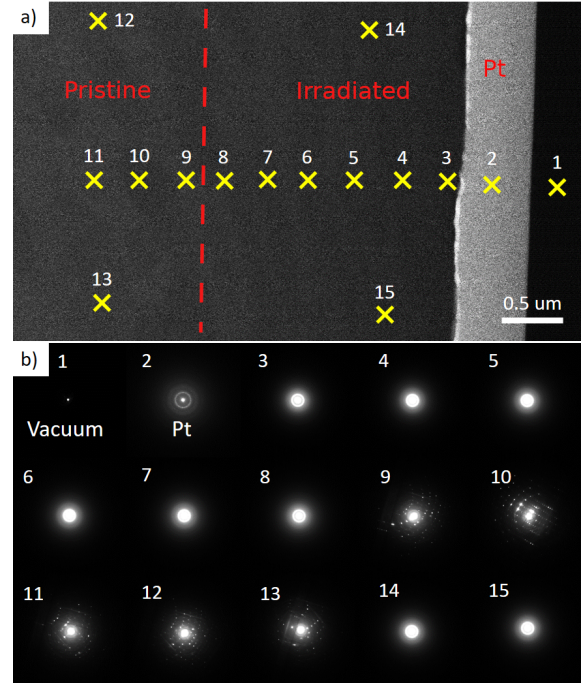 a)
12
14
Pristine
Irradiated
Pt
11 10 9 8 7 6 5 4 3 2 1
13
15
0.5 um
b)
1 2 3 4 5
Vacuum Pt
6 7 8 9 10
11 12 13 14 15